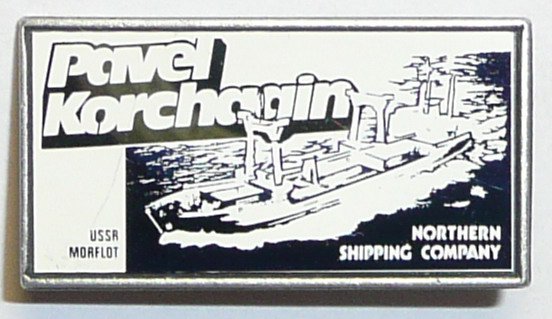 Pavel
Korchagin
USSR
MORFLOT
NORTHERN
SHIPPING COMPANY